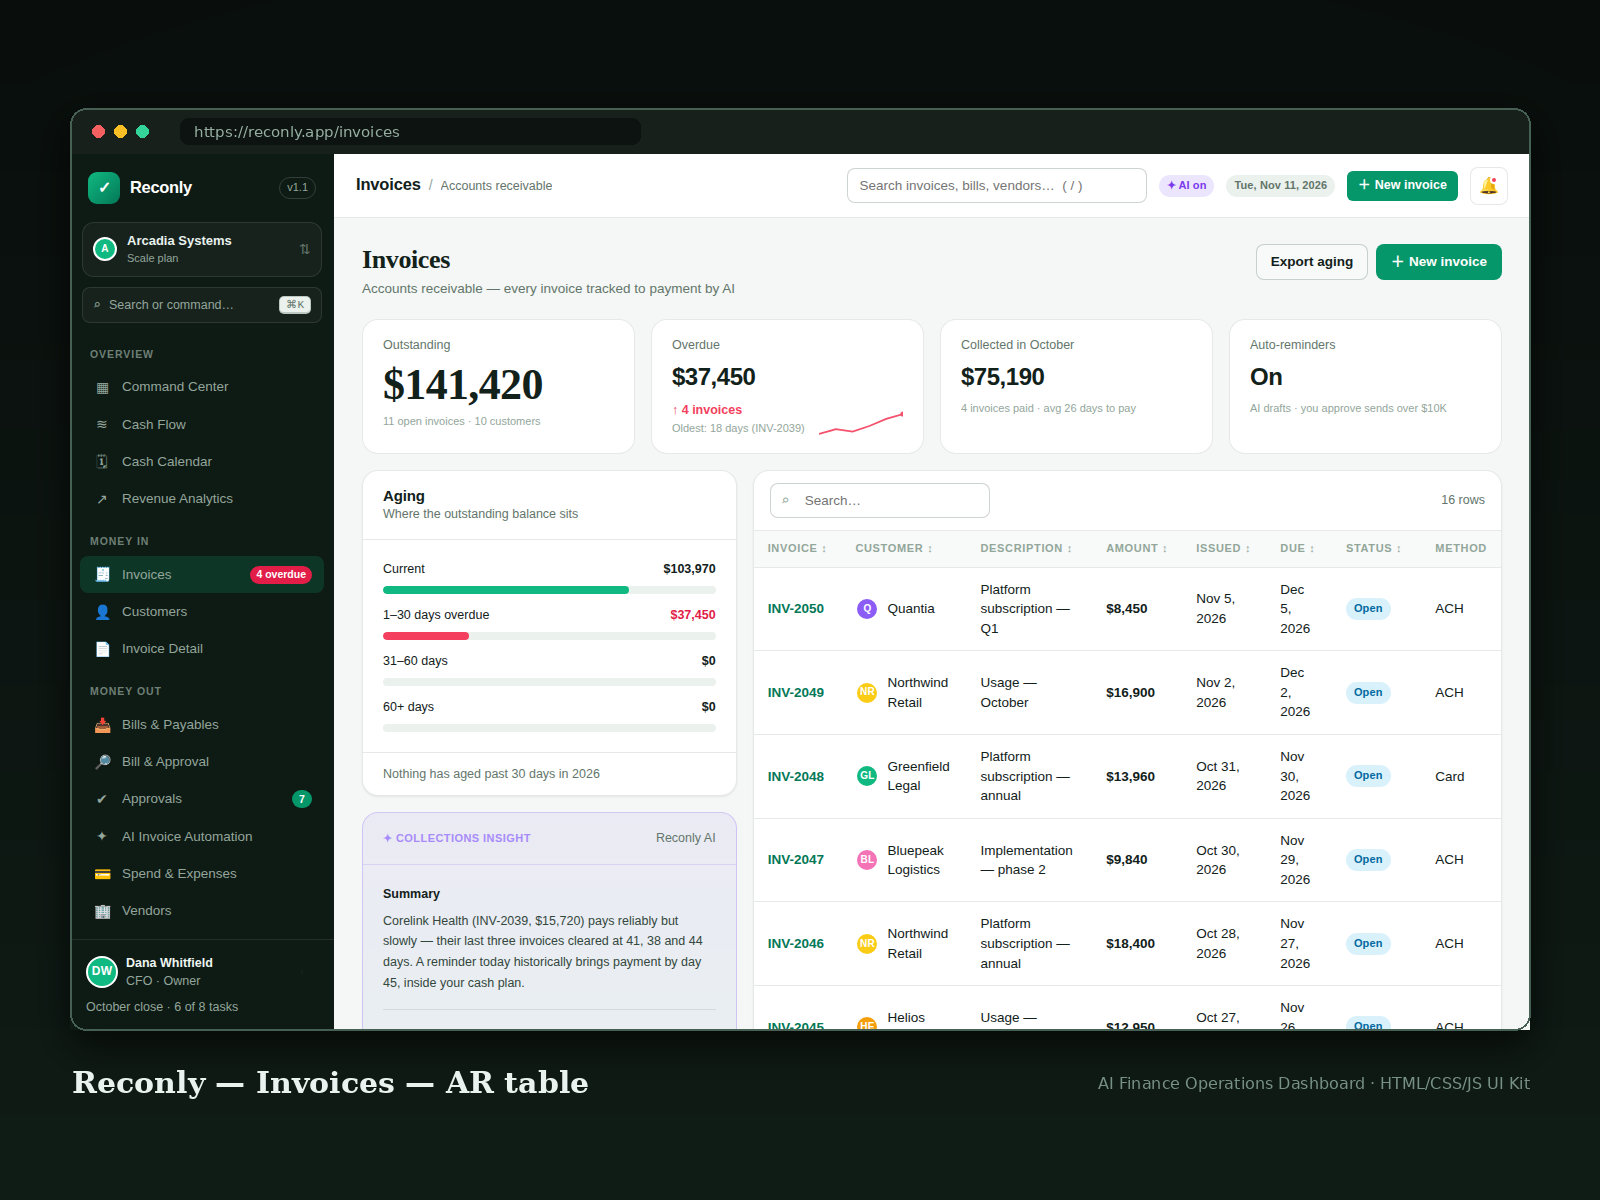 https://reconly.app/invoices
✓ Reconly v1.1
A Arcadia Systems
Scale plan
Search or command… ⌘K
OVERVIEW
Command Center
Cash Flow
Cash Calendar
Revenue Analytics
MONEY IN
Invoices 4 overdue
Customers
Invoice Detail
MONEY OUT
Bills & Payables
Bill & Approval
Approvals 7
AI Invoice Automation
Spend & Expenses
Vendors
DW Dana Whitfield
CFO · Owner
October close · 6 of 8 tasks
Invoices / Accounts receivable
Search invoices, bills, vendors… ( / )
✦ AI on
Tue, Nov 11, 2026
+ New invoice
Invoices
Accounts receivable — every invoice tracked to payment by AI
Export aging
+ New invoice
Outstanding
$141,420
11 open invoices · 10 customers
Overdue
$37,450
↑ 4 invoices
Oldest: 18 days (INV-2039)
Collected in October
$75,190
4 invoices paid · avg 26 days to pay
Auto-reminders
On
AI drafts · you approve sends over $10K
Aging
Where the outstanding balance sits
Current $103,970
1–30 days overdue $37,450
31–60 days $0
60+ days $0
Nothing has aged past 30 days in 2026
✦ COLLECTIONS INSIGHT Reconly AI
Summary
Corelink Health (INV-2039, $15,720) pays reliably but
slowly — their last three invoices cleared at 41, 38 and 44
days. A reminder today historically brings payment by day
45, inside your cash plan.
Search… 16 rows
INVOICE ↕ CUSTOMER ↕ DESCRIPTION ↕ AMOUNT ↕ ISSUED ↕ DUE ↕ STATUS ↕ METHOD
INV-2050 Q Quantia Platform subscription — Q1 $8,450 Nov 5, 2026 Dec 5, 2026 Open ACH
INV-2049 NR Northwind Retail Usage — October $16,900 Nov 2, 2026 Dec 2, 2026 Open ACH
INV-2048 GL Greenfield Legal Platform subscription — annual $13,960 Oct 31, 2026 Nov 30, 2026 Open Card
INV-2047 BL Bluepeak Logistics Implementation — phase 2 $9,840 Oct 30, 2026 Nov 29, 2026 Open ACH
INV-2046 NR Northwind Retail Platform subscription — annual $18,400 Oct 28, 2026 Nov 27, 2026 Open ACH
INV-2045 HF Helios Usage — $12,950 Oct 27, Nov 26, Open ACH
Reconly — Invoices — AR table
AI Finance Operations Dashboard · HTML/CSS/JS UI Kit